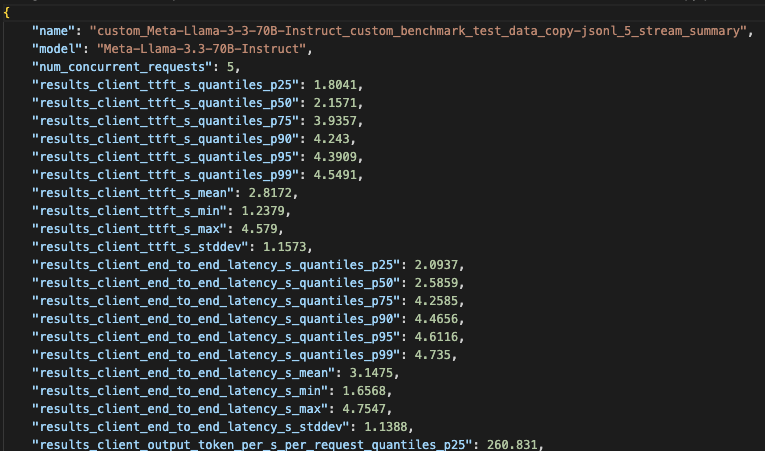 {
"name": "custom_Meta-Llama-3-3-70B-Instruct_custom_benchmark_test_data_copy-jsonl_5_stream_summary",
"model": "Meta-Llama-3.3-70B-Instruct",
"num_concurrent_requests": 5,
"results_client_ttft_s_quantiles_p25": 1.8041,
"results_client_ttft_s_quantiles_p50": 2.1571,
"results_client_ttft_s_quantiles_p75": 3.9357,
"results_client_ttft_s_quantiles_p90": 4.243,
"results_client_ttft_s_quantiles_p95": 4.3909,
"results_client_ttft_s_quantiles_p99": 4.5491,
"results_client_ttft_s_mean": 2.8172,
"results_client_ttft_s_min": 1.2379,
"results_client_ttft_s_max": 4.579,
"results_client_ttft_s_stddev": 1.1573,
"results_client_end_to_end_latency_s_quantiles_p25": 2.0937,
"results_client_end_to_end_latency_s_quantiles_p50": 2.5859,
"results_client_end_to_end_latency_s_quantiles_p75": 4.2585,
"results_client_end_to_end_latency_s_quantiles_p90": 4.4656,
"results_client_end_to_end_latency_s_quantiles_p95": 4.6116,
"results_client_end_to_end_latency_s_quantiles_p99": 4.735,
"results_client_end_to_end_latency_s_mean": 3.1475,
"results_client_end_to_end_latency_s_min": 1.6568,
"results_client_end_to_end_latency_s_max": 4.7547,
"results_client_end_to_end_latency_s_stddev": 1.1388,
"results_client_output_token_per_s_per_request_quantiles_p25": 260.831,